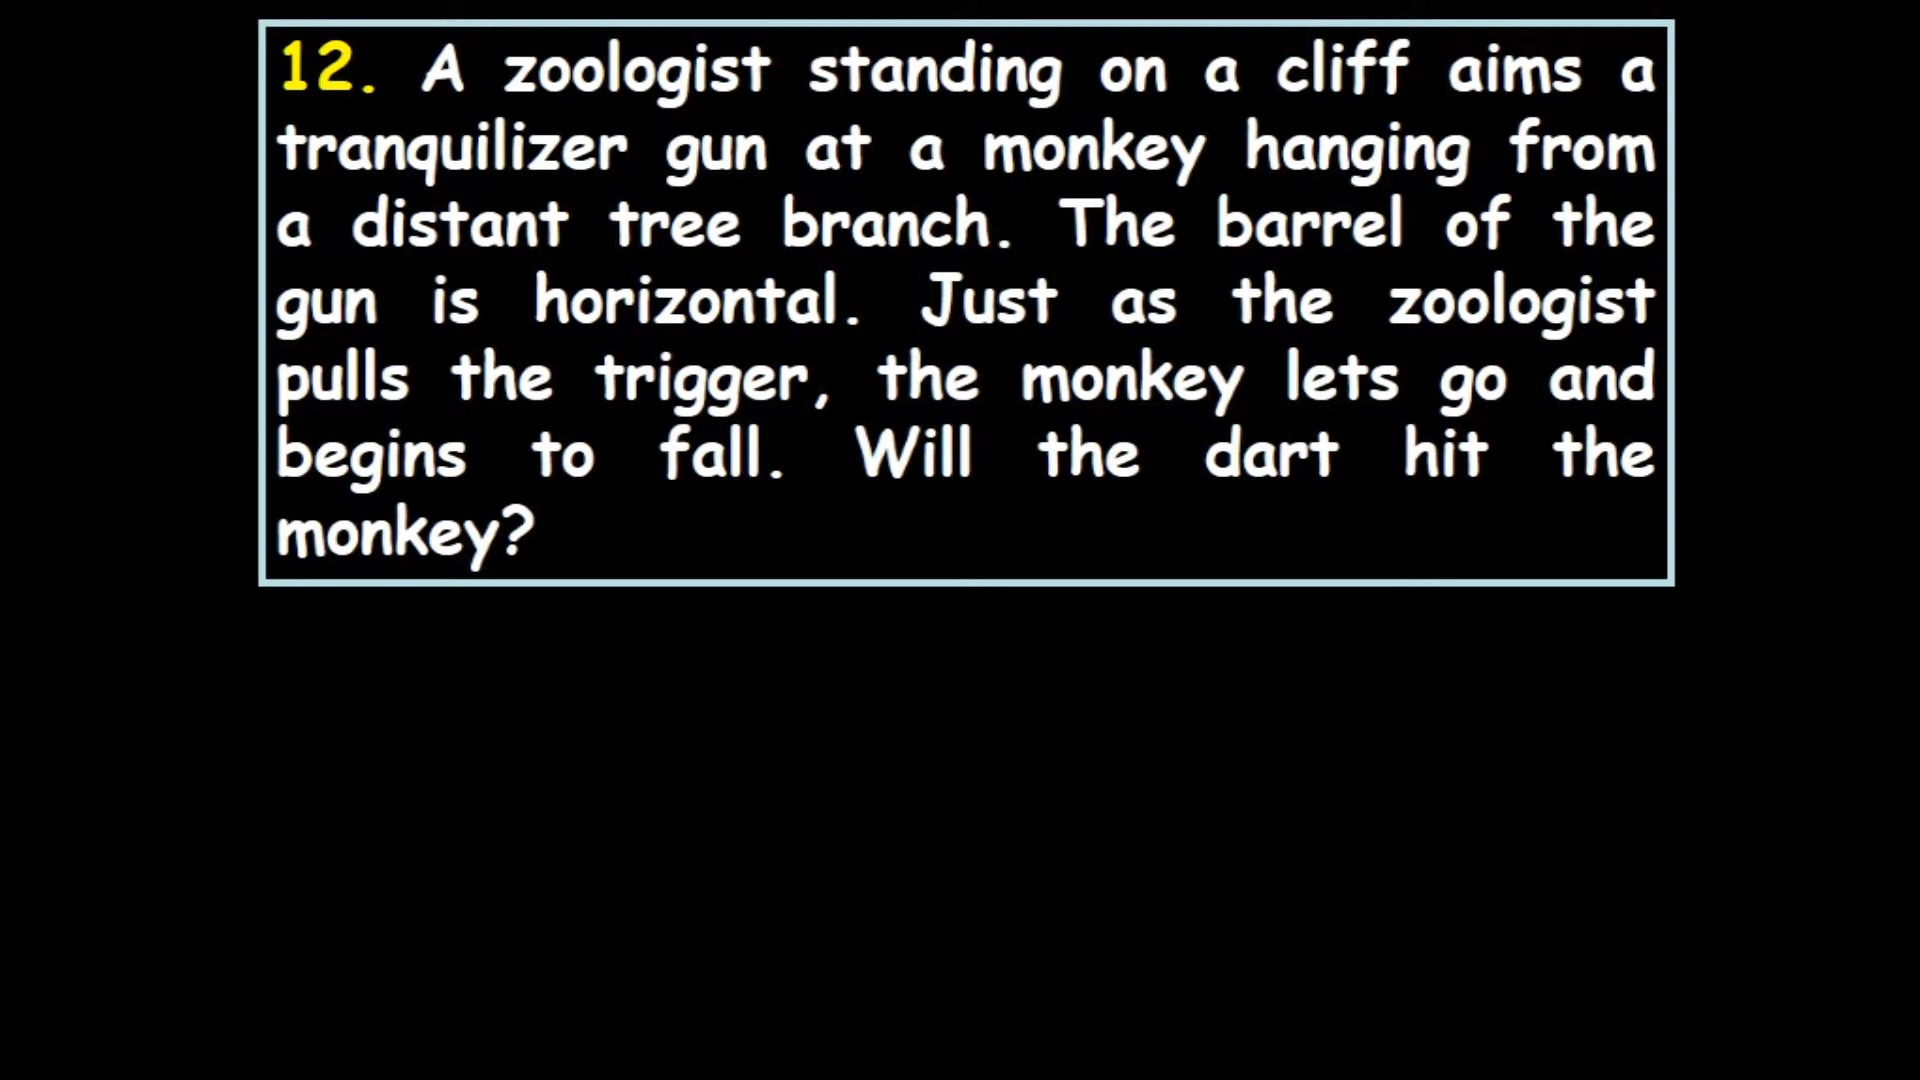 12. A zoologist standing on a cliff aims a
tranquilizer gun at a monkey hanging from
a distant tree branch. The barrel of the
gun is horizontal. Just as the zoologist
pulls the trigger, the monkey lets go and
begins to fall. Will the dart hit the
monkey?